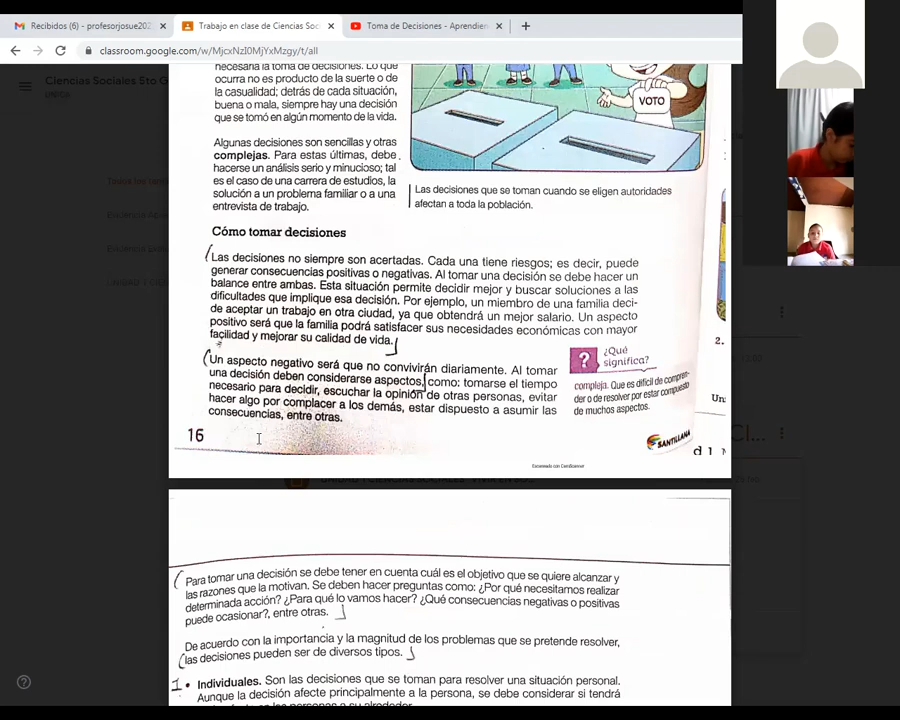 Recibidos (6) - profesorjosue202
Trabajo en clase de Ciencias Soc
Toma de Decisiones - Aprendien
classroom.google.com/w/MjcxNzI0MjYxMzgy/t/all
Ciencias Sociales 5to G
necesaria la toma de decisiones. Lo que
ocurra no es producto de la suerte o de
la casualidad; detrás de cada situación,
buena o mala, siempre hay una decisión
que se tomó en algún momento de la vida.
Algunas decisiones son sencillas y otras
complejas. Para estas últimas, debe
hacerse un análisis serio y minucioso; tal
es el caso de una carrera de estudios, la
solución a un problema familiar o a una
entrevista de trabajo.
VOTO
Las decisiones que se toman cuando se eligen autoridades
afectan a toda la población.
Cómo tomar decisiones
Las decisiones no siempre son acertadas. Cada una tiene riesgos; es decir, puede
generar consecuencias positivas o negativas. Al tomar una decisión se debe hacer un
balance entre ambas. Esta situación permite decidir mejor y buscar soluciones a las
dificultades que implique esa decisión. Por ejemplo, un miembro de una familia deci-
de aceptar un trabajo en otra ciudad, ya que obtendrá un mejor salario. Un aspecto
positivo será que la familia podrá satisfacer sus necesidades económicas con mayor
facilidad y mejorar su calidad de vida.
Un aspecto negativo será que no convivirán diariamente. Al tomar
una decisión deben considerarse aspectos, como: tomarse el tiempo
necesario para decidir, escuchar la opinión de otras personas, evitar
hacer algo por complacer a los demás, estar dispuesto a asumir las
consecuencias, entre otras.
? ¿Qué
significa?
compleja. Que es difícil de compren-
der o de resolver por estar compuesto
de muchos aspectos.
2.
Un
16
SANTILLANA
d 1
Escaneado con CamScanner
Para tomar una decisión se debe tener en cuenta cuál es el objetivo que se quiere alcanzar y
las razones que la motivan. Se deben hacer preguntas como: ¿Por qué necesitamos realizar
determinada acción? ¿Para qué lo vamos hacer? ¿Qué consecuencias negativas o positivas
puede ocasionar?, entre otras.
De acuerdo con la importancia y la magnitud de los problemas que se pretende resolver,
las decisiones pueden ser de diversos tipos.
1 • Individuales. Son las decisiones que se toman para resolver una situación personal.
Aunque la decisión afecte principalmente a la persona, se debe considerar si tendrá